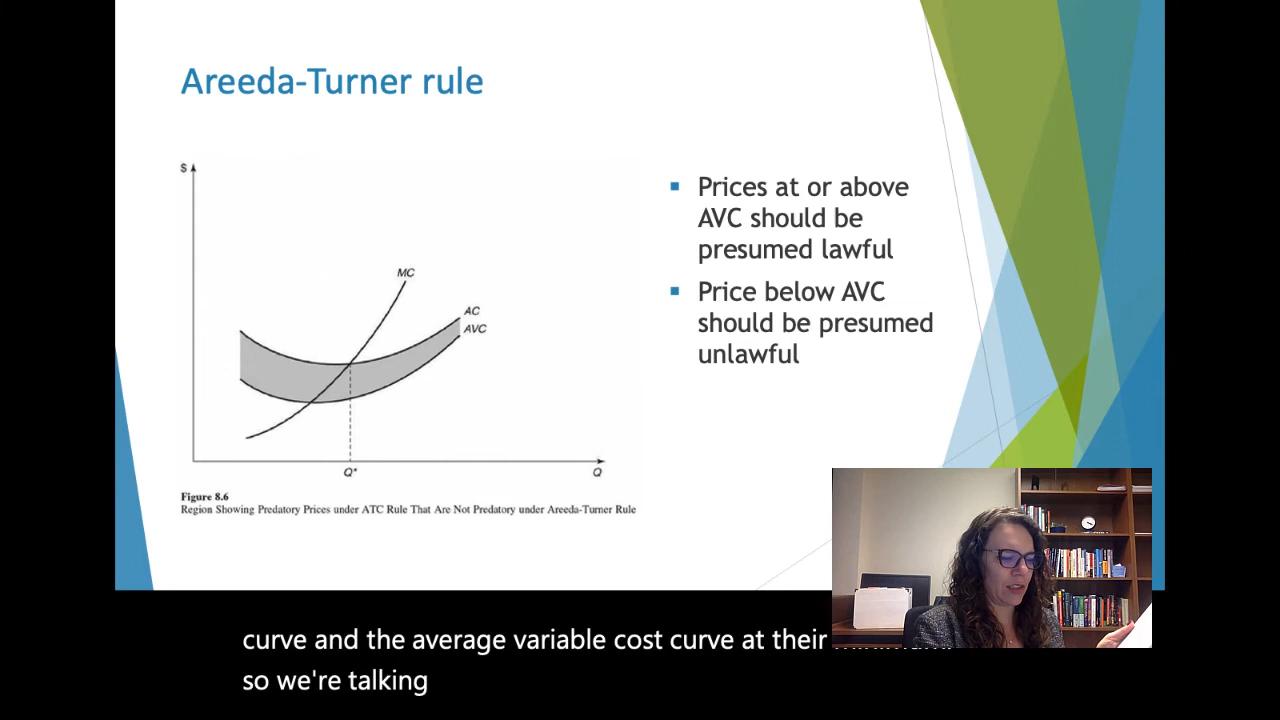 Areeda-Turner rule
$
MC
AC
AVC
Q*
Q
Figure 8.6
Region Showing Predatory Prices under ATC Rule That Are Not Predatory under Areeda-Turner Rule
Prices at or above
AVC should be
presumed lawful
Price below AVC
should be presumed
unlawful
curve and the average variable cost curve at their
so we're talking